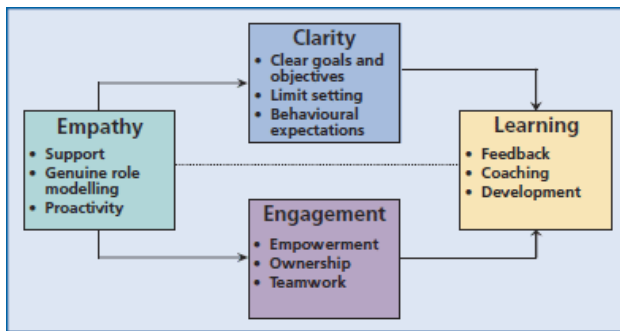 Clarity
• Clear goals and
objectives
• Limit setting
• Behavioural
expectations
Empathy
• Support
• Genuine role
modelling
• Proactivity
Learning
• Feedback
• Coaching
• Development
Engagement
• Empowerment
• Ownership
• Teamwork